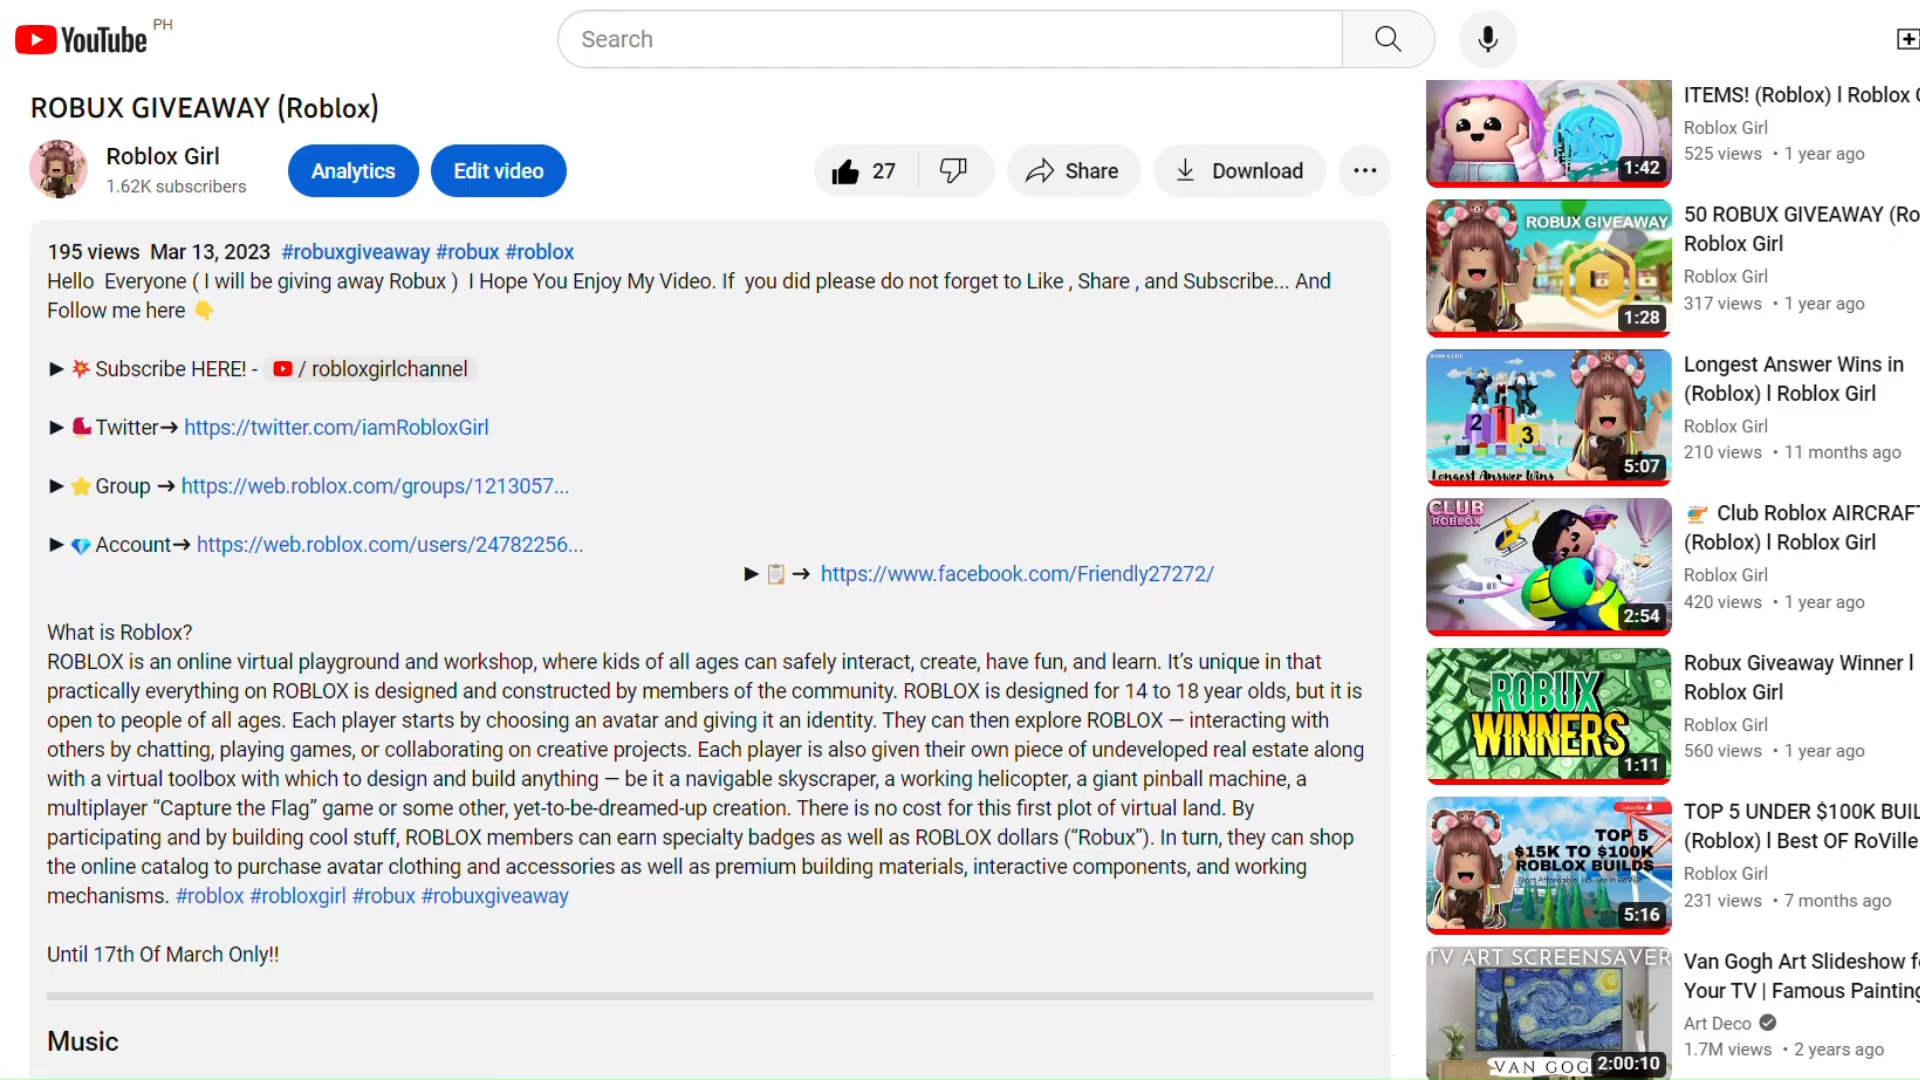 YouTube PH
Search
ROBUX GIVEAWAY (Roblox)
Roblox Girl
1.62K subscribers
Analytics
Edit video
27
Share
Download
195 views Mar 13, 2023 #robuxgiveaway #robux #roblox
Hello Everyone ( I will be giving away Robux ) I Hope You Enjoy My Video. If you did please do not forget to Like , Share , and Subscribe... And
Follow me here 👇
► 💥 Subscribe HERE! - / robloxgirlchannel
► Twitter→ https://twitter.com/iamRobloxGirl
► ⭐ Group → https://web.roblox.com/groups/1213057...
► 💎 Account→ https://web.roblox.com/users/24782256...
► 📋 → https://www.facebook.com/Friendly27272/
What is Roblox?
ROBLOX is an online virtual playground and workshop, where kids of all ages can safely interact, create, have fun, and learn. It’s unique in that
practically everything on ROBLOX is designed and constructed by members of the community. ROBLOX is designed for 14 to 18 year olds, but it is
open to people of all ages. Each player starts by choosing an avatar and giving it an identity. They can then explore ROBLOX — interacting with
others by chatting, playing games, or collaborating on creative projects. Each player is also given their own piece of undeveloped real estate along
with a virtual toolbox with which to design and build anything — be it a navigable skyscraper, a working helicopter, a giant pinball machine, a
multiplayer “Capture the Flag” game or some other, yet-to-be-dreamed-up creation. There is no cost for this first plot of virtual land. By
participating and by building cool stuff, ROBLOX members can earn specialty badges as well as ROBLOX dollars (“Robux”). In turn, they can shop
the online catalog to purchase avatar clothing and accessories as well as premium building materials, interactive components, and working
mechanisms. #roblox #robloxgirl #robux #robuxgiveaway
Until 17th Of March Only!!
Music
1:42
ITEMS! (Roblox) l Roblox
Roblox Girl
525 views • 1 year ago
ROBUX GIVEAWAY
1:28
50 ROBUX GIVEAWAY (Ro
Roblox Girl
Roblox Girl
317 views • 1 year ago
2 1 3
Longest Answer Wins
5:07
Longest Answer Wins in
(Roblox) l Roblox Girl
Roblox Girl
210 views • 11 months ago
CLUB
ROBLOX
2:54
🚁 Club Roblox AIRCRAFT
(Roblox) l Roblox Girl
Roblox Girl
420 views • 1 year ago
ROBUX
WINNERS
1:11
Robux Giveaway Winner l
Roblox Girl
Roblox Girl
560 views • 1 year ago
TOP 5
$15K TO $100K
ROBLOX BUILDS
5:16
TOP 5 UNDER $100K BUIL
(Roblox) l Best OF RoVille
Roblox Girl
231 views • 7 months ago
TV ART SCREENSAVER
VAN GOG
2:00:10
Van Gogh Art Slideshow f
Your TV | Famous Painting
Art Deco
1.7M views • 2 years ago